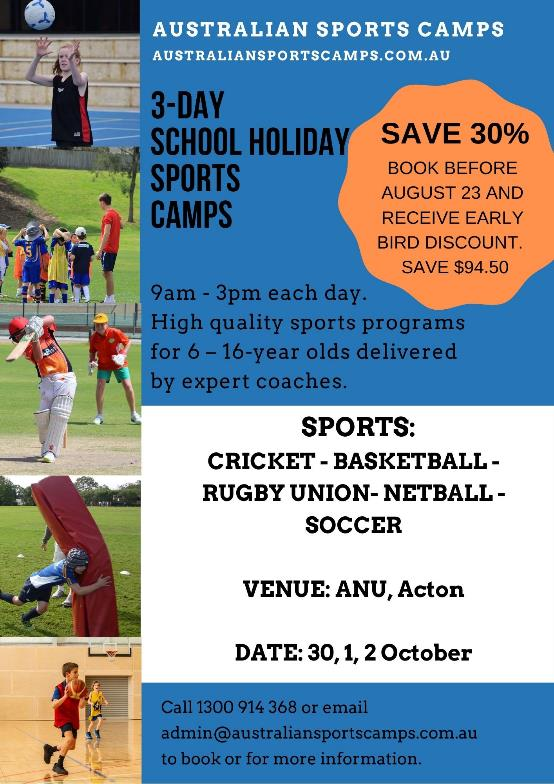 AUSTRALIAN SPORTS CAMPS
AUSTRALIANSPORTSCAMPS.COM.AU
3-DAY
SCHOOL HOLIDAY
SPORTS
CAMPS
SAVE 30%
BOOK BEFORE
AUGUST 23 AND
RECEIVE EARLY
BIRD DISCOUNT.
SAVE $94.50
9am - 3pm each day.
High quality sports programs
for 6 – 16-year olds delivered
by expert coaches.
SPORTS:
CRICKET - BASKETBALL -
RUGBY UNION- NETBALL -
SOCCER
VENUE: ANU, Acton
DATE: 30, 1, 2 October
Call 1300 914 368 or email
admin@australiansportscamps.com.au
to book or for more information.